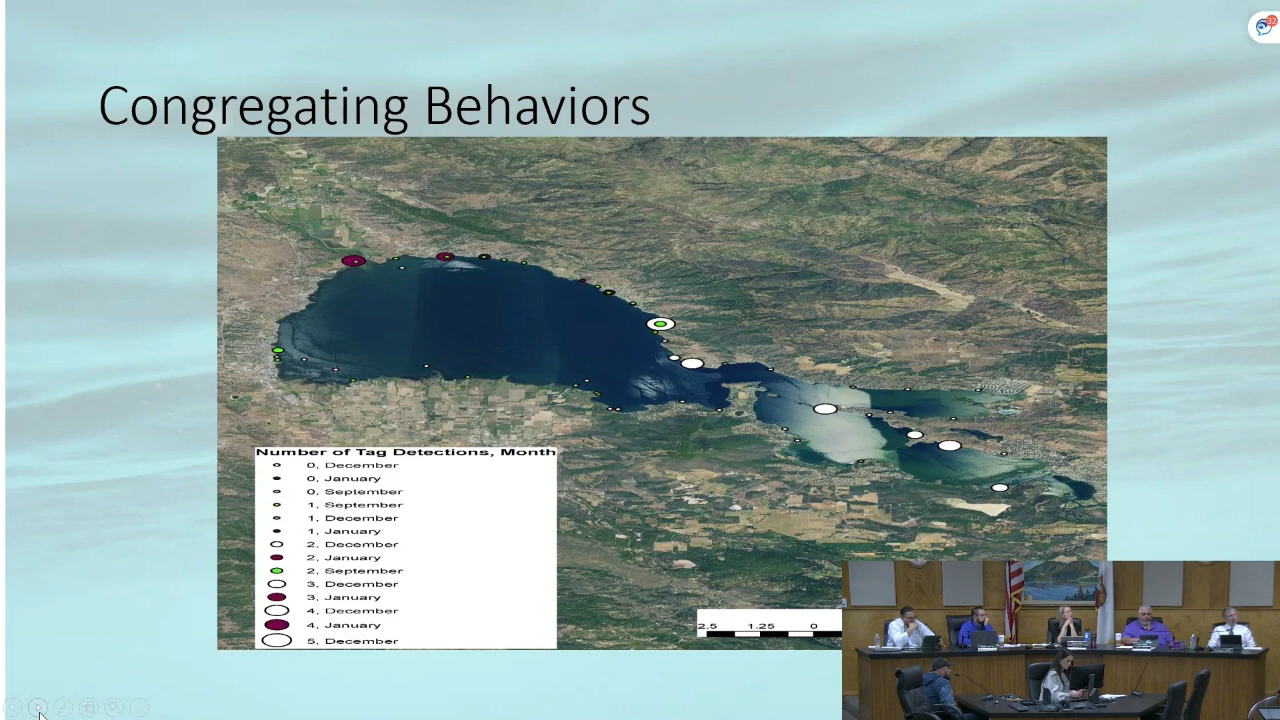 Congregating Behaviors
Number of Tag Detections, Month
0, December
0, January
0, September
1, September
1, December
1, January
2, December
2, January
2, September
3, December
3, January
4, December
4, January
5, December
2.5 1.25 0